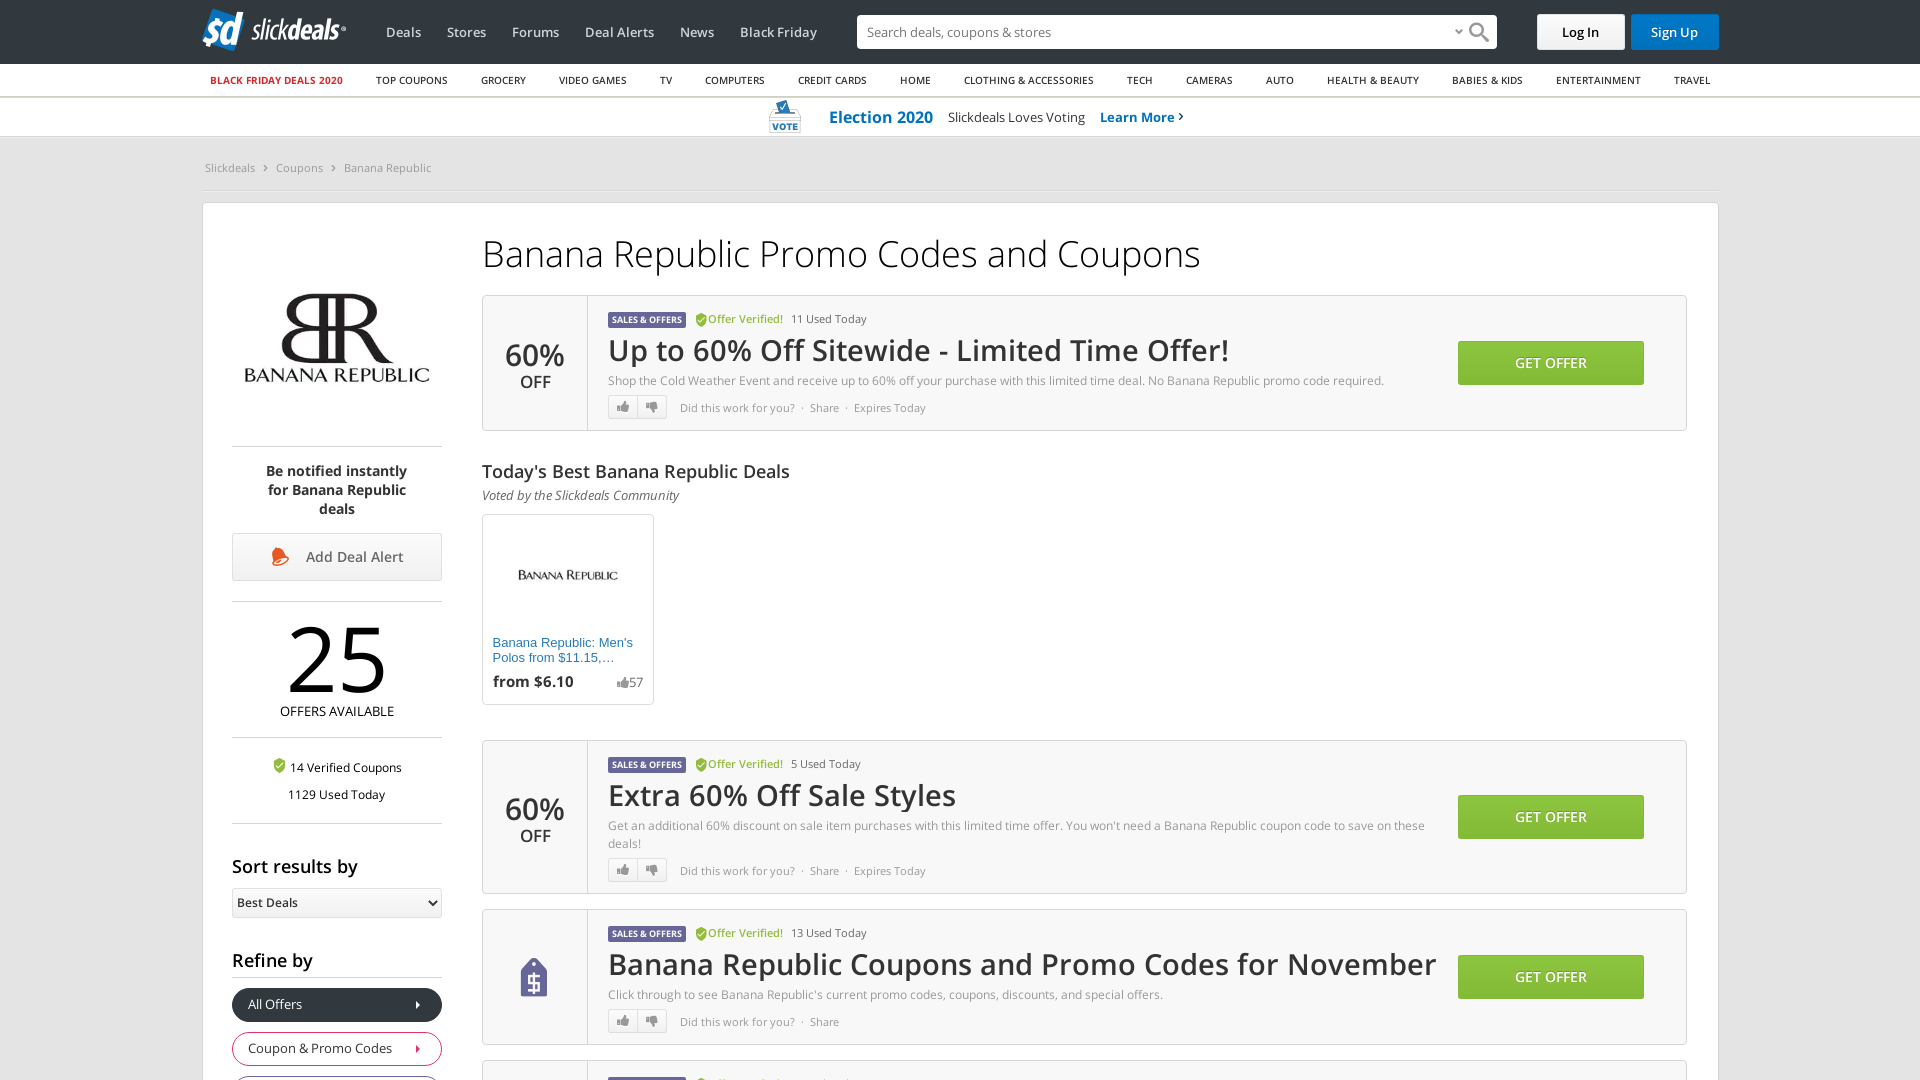 slickdeals
Deals
Stores
Forums
Deal Alerts
News
Black Friday
Search deals, coupons & stores
Log In
Sign Up
BLACK FRIDAY DEALS 2020
TOP COUPONS
GROCERY
VIDEO GAMES
TV
COMPUTERS
CREDIT CARDS
HOME
CLOTHING & ACCESSORIES
TECH
CAMERAS
AUTO
HEALTH & BEAUTY
BABIES & KIDS
ENTERTAINMENT
TRAVEL
VOTE
Election 2020
Slickdeals Loves Voting
Learn More
Slickdeals
Coupons
Banana Republic
BANANA REPUBLIC
Be notified instantly
for Banana Republic
deals
Add Deal Alert
25
OFFERS AVAILABLE
14 Verified Coupons
1129 Used Today
Sort results by
Best Deals
Refine by
All Offers
Coupon & Promo Codes
Banana Republic Promo Codes and Coupons
60%
OFF
SALES & OFFERS
Offer Verified!
11 Used Today
Up to 60% Off Sitewide - Limited Time Offer!
Shop the Cold Weather Event and receive up to 60% off your purchase with this limited time deal. No Banana Republic promo code required.
Did this work for you? · Share · Expires Today
GET OFFER
Today's Best Banana Republic Deals
Voted by the Slickdeals Community
BANANA REPUBLIC
Banana Republic: Men's
Polos from $11.15,…
from $6.10
57
60%
OFF
SALES & OFFERS
Offer Verified!
5 Used Today
Extra 60% Off Sale Styles
Get an additional 60% discount on sale item purchases with this limited time offer. You won't need a Banana Republic coupon code to save on these
deals!
Did this work for you? · Share · Expires Today
GET OFFER
SALES & OFFERS
Offer Verified!
13 Used Today
Banana Republic Coupons and Promo Codes for November
Click through to see Banana Republic's current promo codes, coupons, discounts, and special offers.
Did this work for you? · Share
GET OFFER